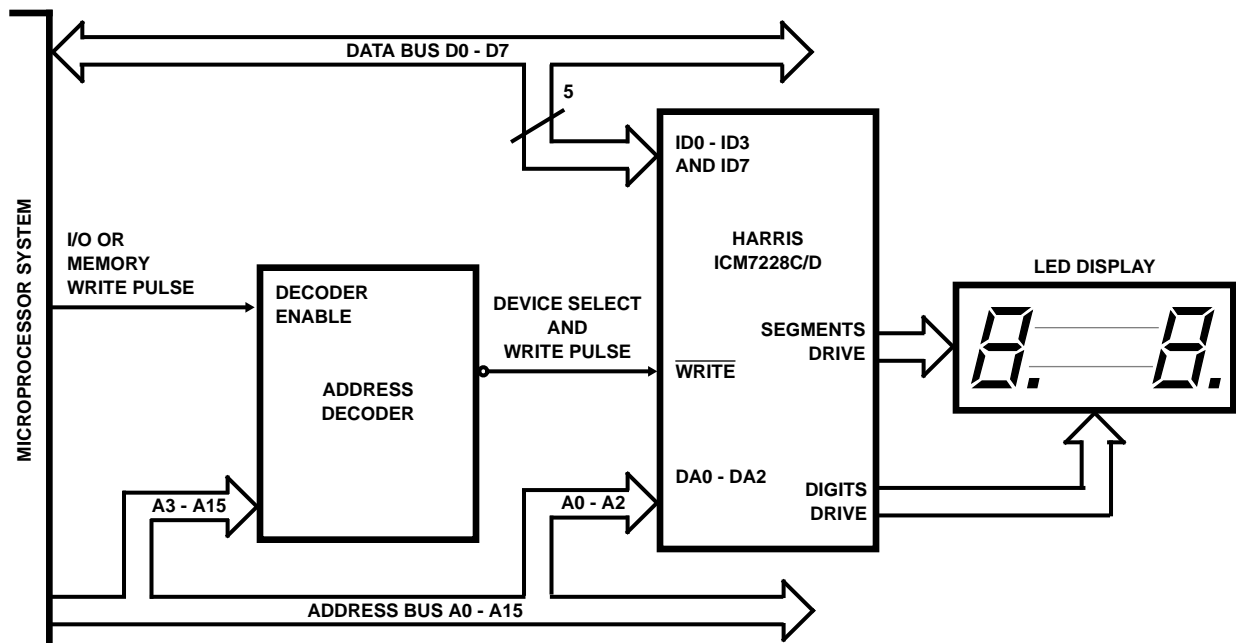 DATA BUS D0 - D7
5
ID0 - ID3
AND ID7
HARRIS
ICM7228C/D
MICROPROCESSOR SYSTEM
I/O OR
MEMORY
WRITE PULSE
DECODER
ENABLE
DEVICE SELECT
AND
WRITE PULSE
LED DISPLAY
8. 8.
SEGMENTS
DRIVE
WRITE
ADDRESS
DECODER
DA0 - DA2
DIGITS
DRIVE
A3 - A15
A0 - A2
ADDRESS BUS A0 - A15